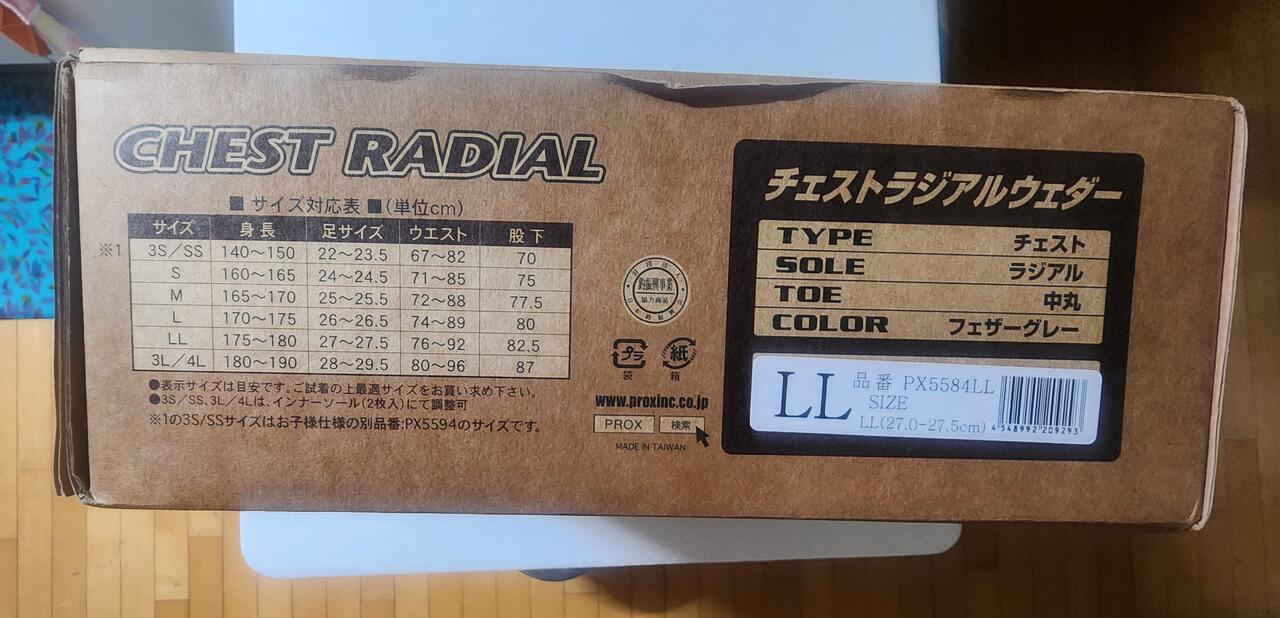 CHEST RADIAL
■ サイズ対応表 ■(単位cm)
サイズ 身長 足サイズ ウエスト 股下
※1 3S/SS 140〜150 22〜23.5 67〜82 70
S 160〜165 24〜24.5 71〜85 75
M 165〜170 25〜25.5 72〜88 77.5
L 170〜175 26〜26.5 74〜89 80
LL 175〜180 27〜27.5 76〜92 82.5
3L/4L 180〜190 28〜29.5 80〜96 87
●表示サイズは目安です。ご試着の上最適サイズをお買い求め下さい。
●3S/SS、3L/4Lは、インナーソール(2枚入)にて調整可
※1の3S/SSサイズはお子様仕様の別品番:PX5594のサイズです。
釣振興事業
協力商品
プラ 紙
袋 箱
www.proxinc.co.jp
PROX 検索
MADE IN TAIWAN
チェストラジアルウェダー
TYPE チェスト
SOLE ラジアル
TOE 中丸
COLOR フェザーグレー
LL
品番 PX5584LL
SIZE
LL(27.0-27.5cm)
4 548992 209293